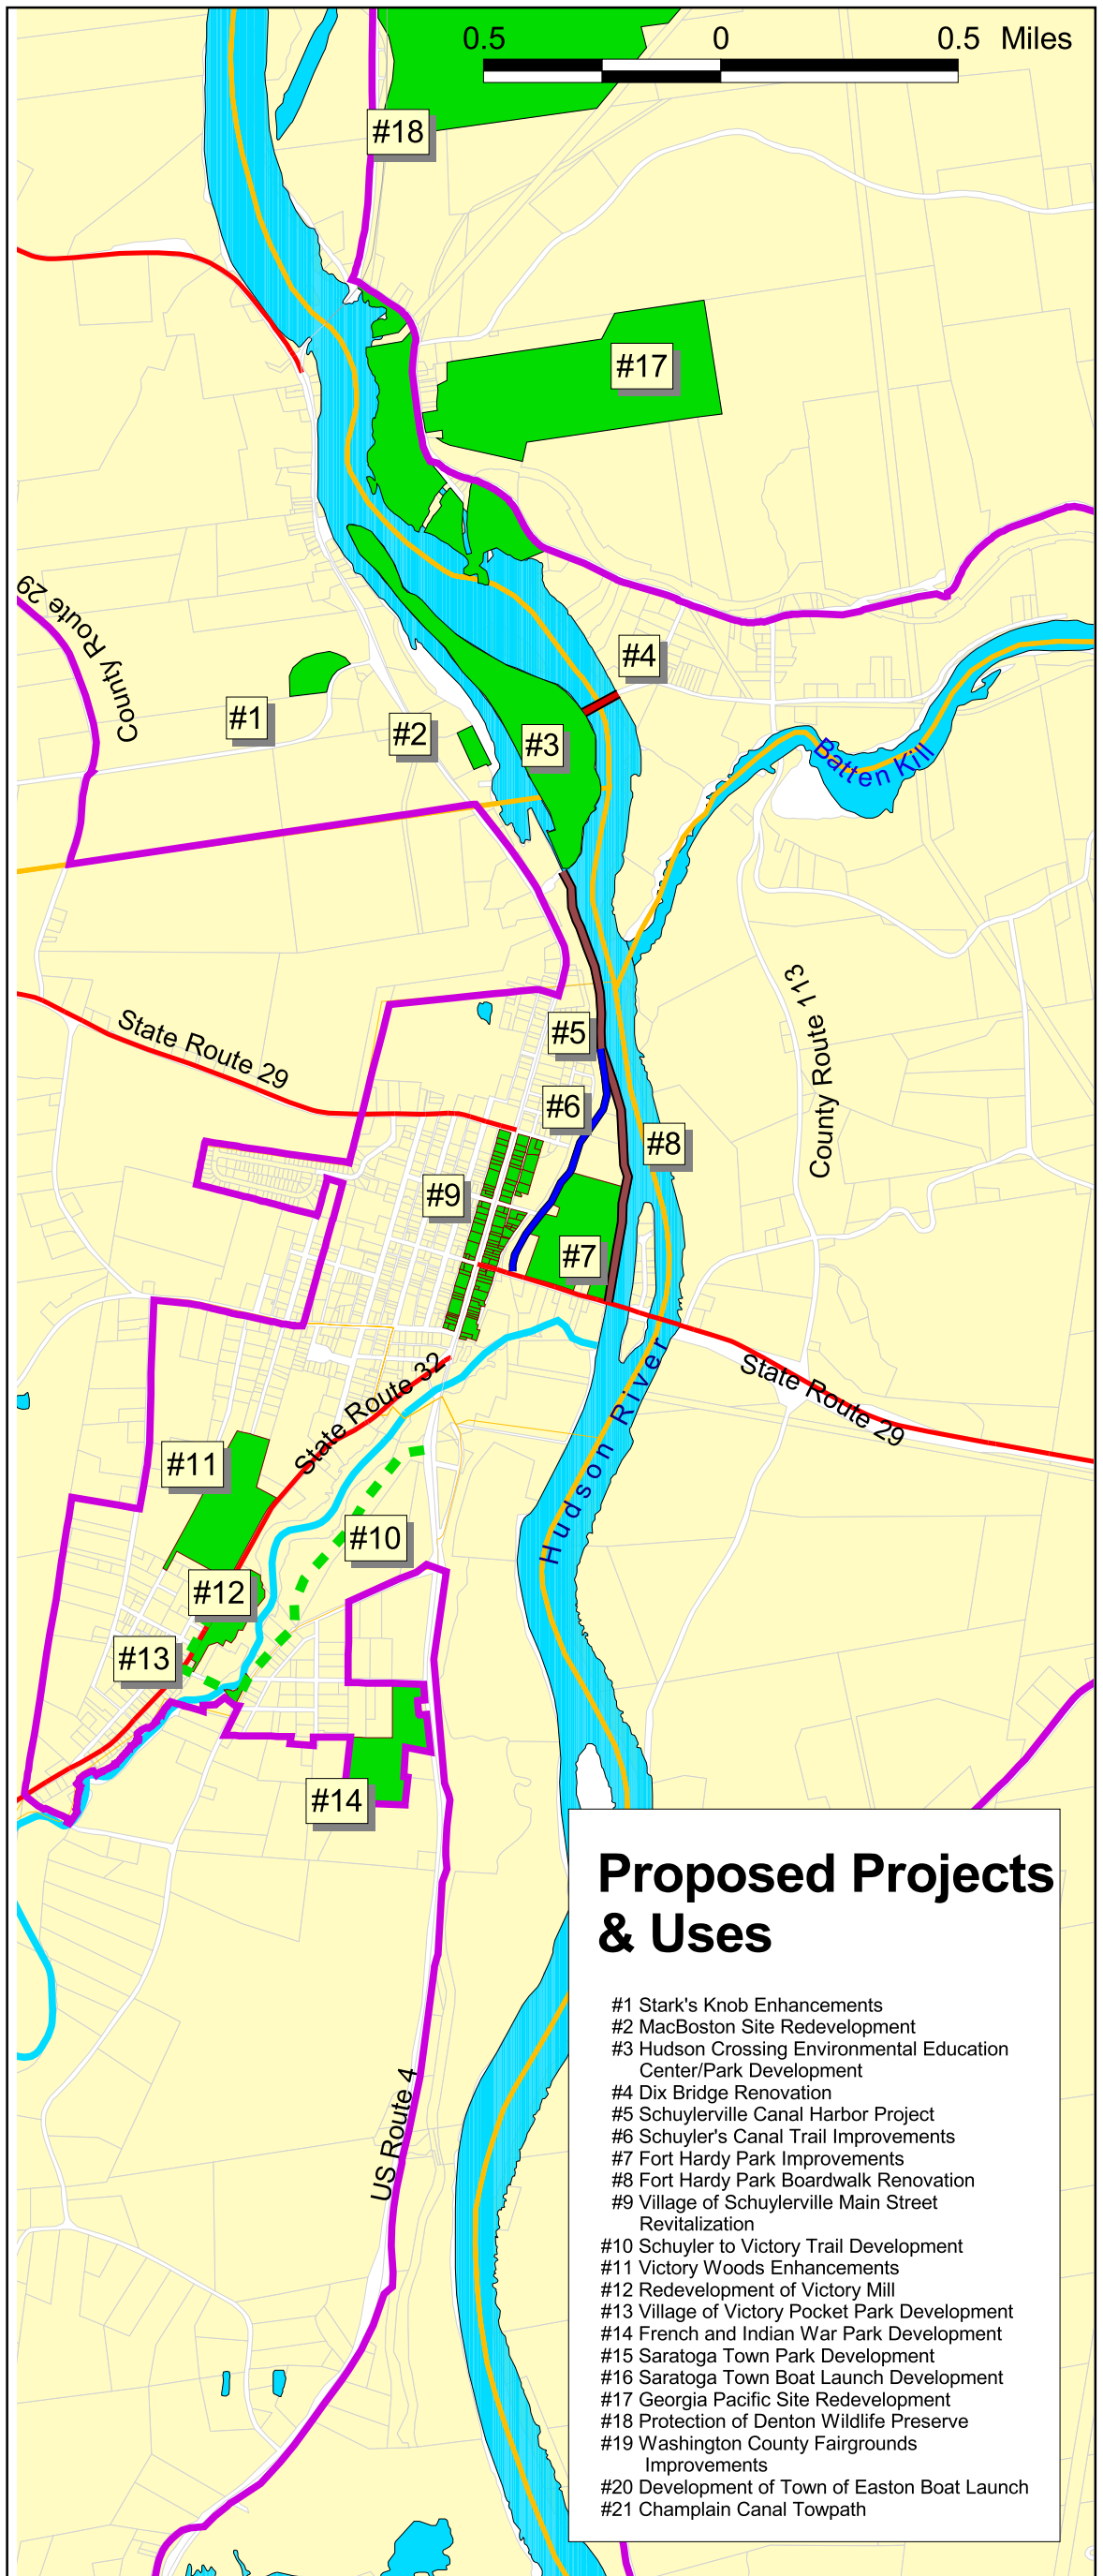 0.5 0 0.5 Miles
#18
#17
County Route 29
#4
#1
#2
#3
Batten Kill
County Route 113
State Route 29
#5
#6
#8
#9
#7
State Route 32
State Route 29
Hudson River
#11
#10
#12
#13
#14
US Route 4
Proposed Projects
& Uses
#1 Stark's Knob Enhancements
#2 MacBoston Site Redevelopment
#3 Hudson Crossing Environmental Education
Center/Park Development
#4 Dix Bridge Renovation
#5 Schuylerville Canal Harbor Project
#6 Schuyler's Canal Trail Improvements
#7 Fort Hardy Park Improvements
#8 Fort Hardy Park Boardwalk Renovation
#9 Village of Schuylerville Main Street
Revitalization
#10 Schuyler to Victory Trail Development
#11 Victory Woods Enhancements
#12 Redevelopment of Victory Mill
#13 Village of Victory Pocket Park Development
#14 French and Indian War Park Development
#15 Saratoga Town Park Development
#16 Saratoga Town Boat Launch Development
#17 Georgia Pacific Site Redevelopment
#18 Protection of Denton Wildlife Preserve
#19 Washington County Fairgrounds
Improvements
#20 Development of Town of Easton Boat Launch
#21 Champlain Canal Towpath